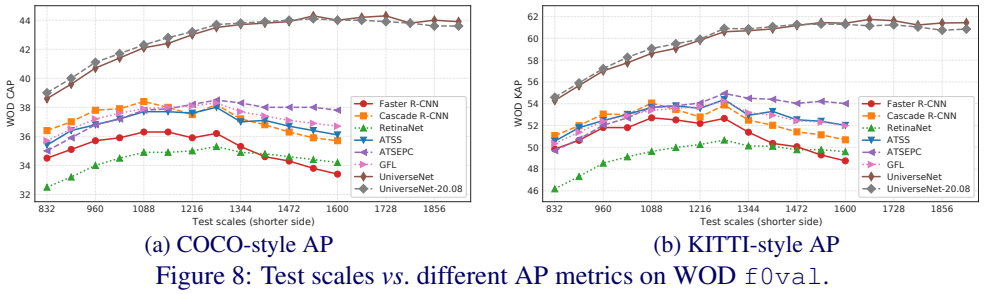 44
42
40
38
36
34
32
WOD CAP
Faster R-CNN
Cascade R-CNN
RetinaNet
ATSS
ATSEPC
GFL
UniverseNet
UniverseNet-20.08
832 960 1088 1216 1344 1472 1600 1728 1856
Test scales (shorter side)
(a) COCO-style AP
62
60
58
56
54
52
50
48
46
WOD KAP
Faster R-CNN
Cascade R-CNN
RetinaNet
ATSS
ATSEPC
GFL
UniverseNet
UniverseNet-20.08
832 960 1088 1216 1344 1472 1600 1728 1856
Test scales (shorter side)
(b) KITTI-style AP
Figure 8: Test scales vs. different AP metrics on WOD f0val.